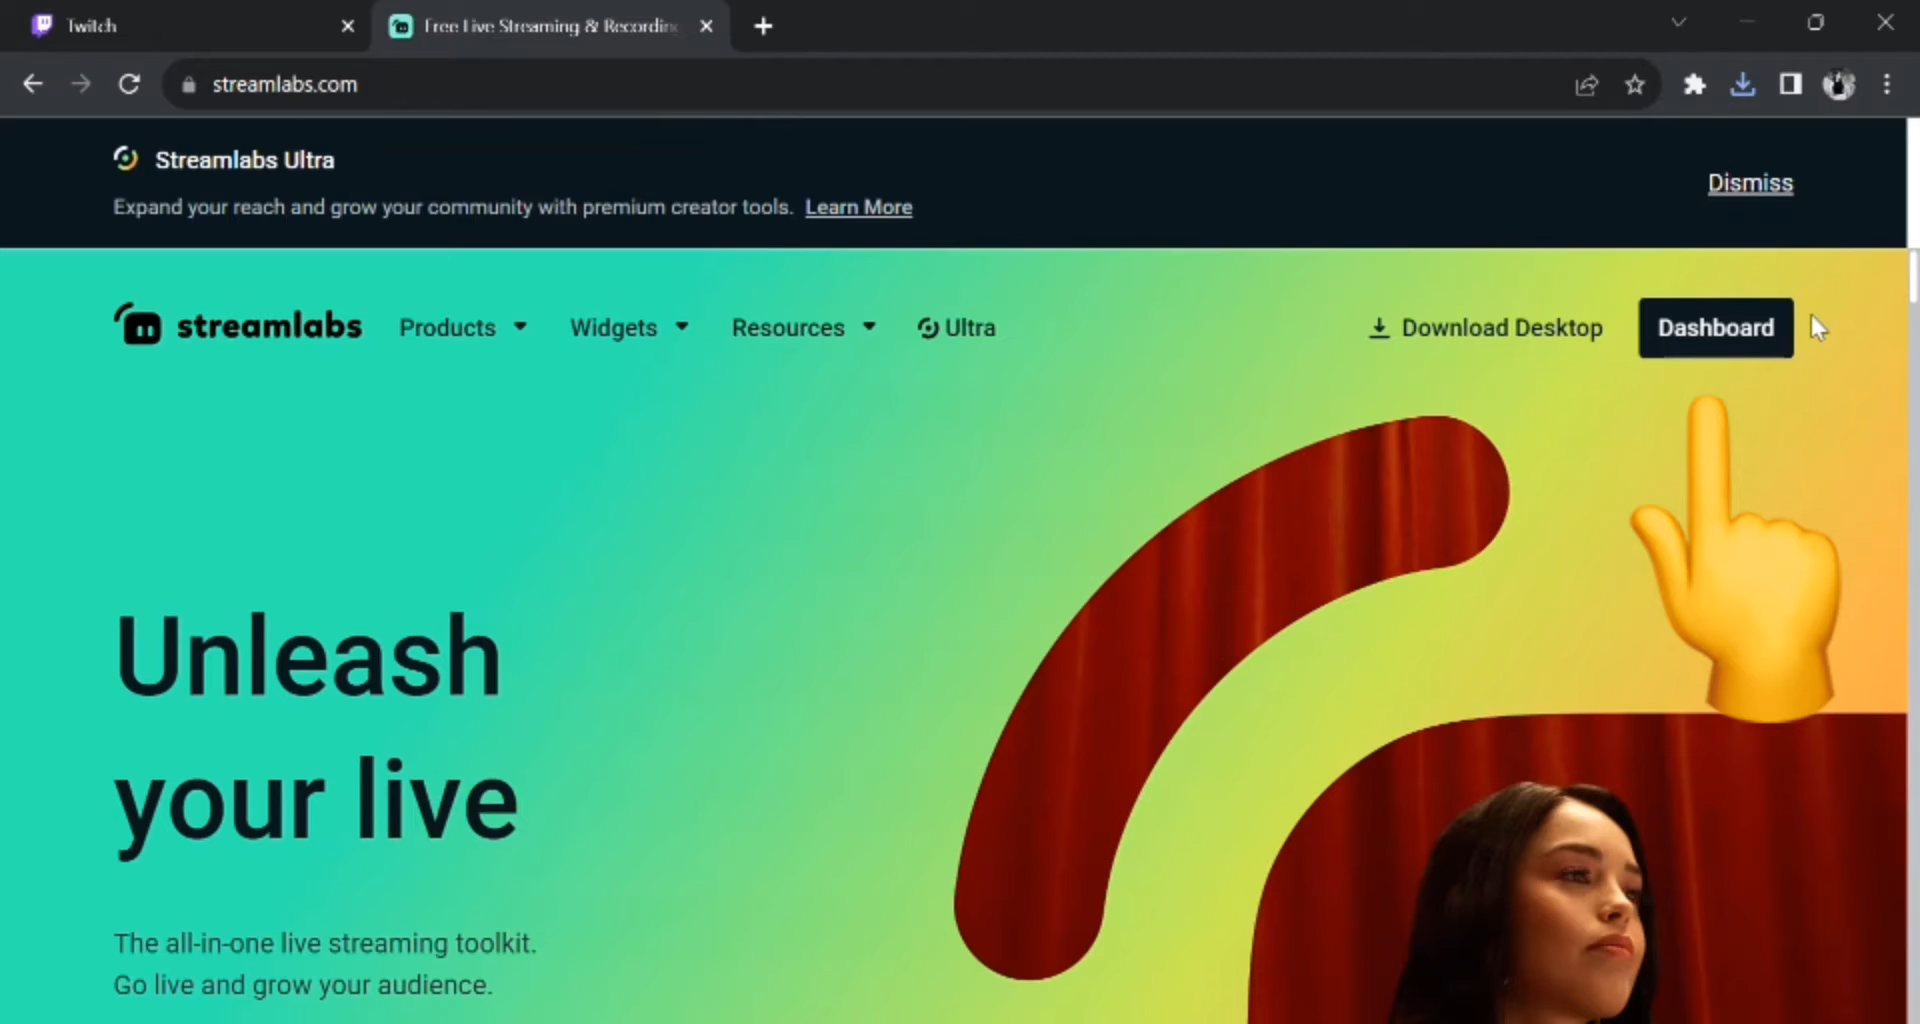 Twitch
Free Live Streaming & Recordin
streamlabs.com
Streamlabs Ultra
Expand your reach and grow your community with premium creator tools. Learn More
Dismiss
streamlabs
Products
Widgets
Resources
Ultra
Download Desktop
Dashboard
Unleash
your live
The all-in-one live streaming toolkit.
Go live and grow your audience.